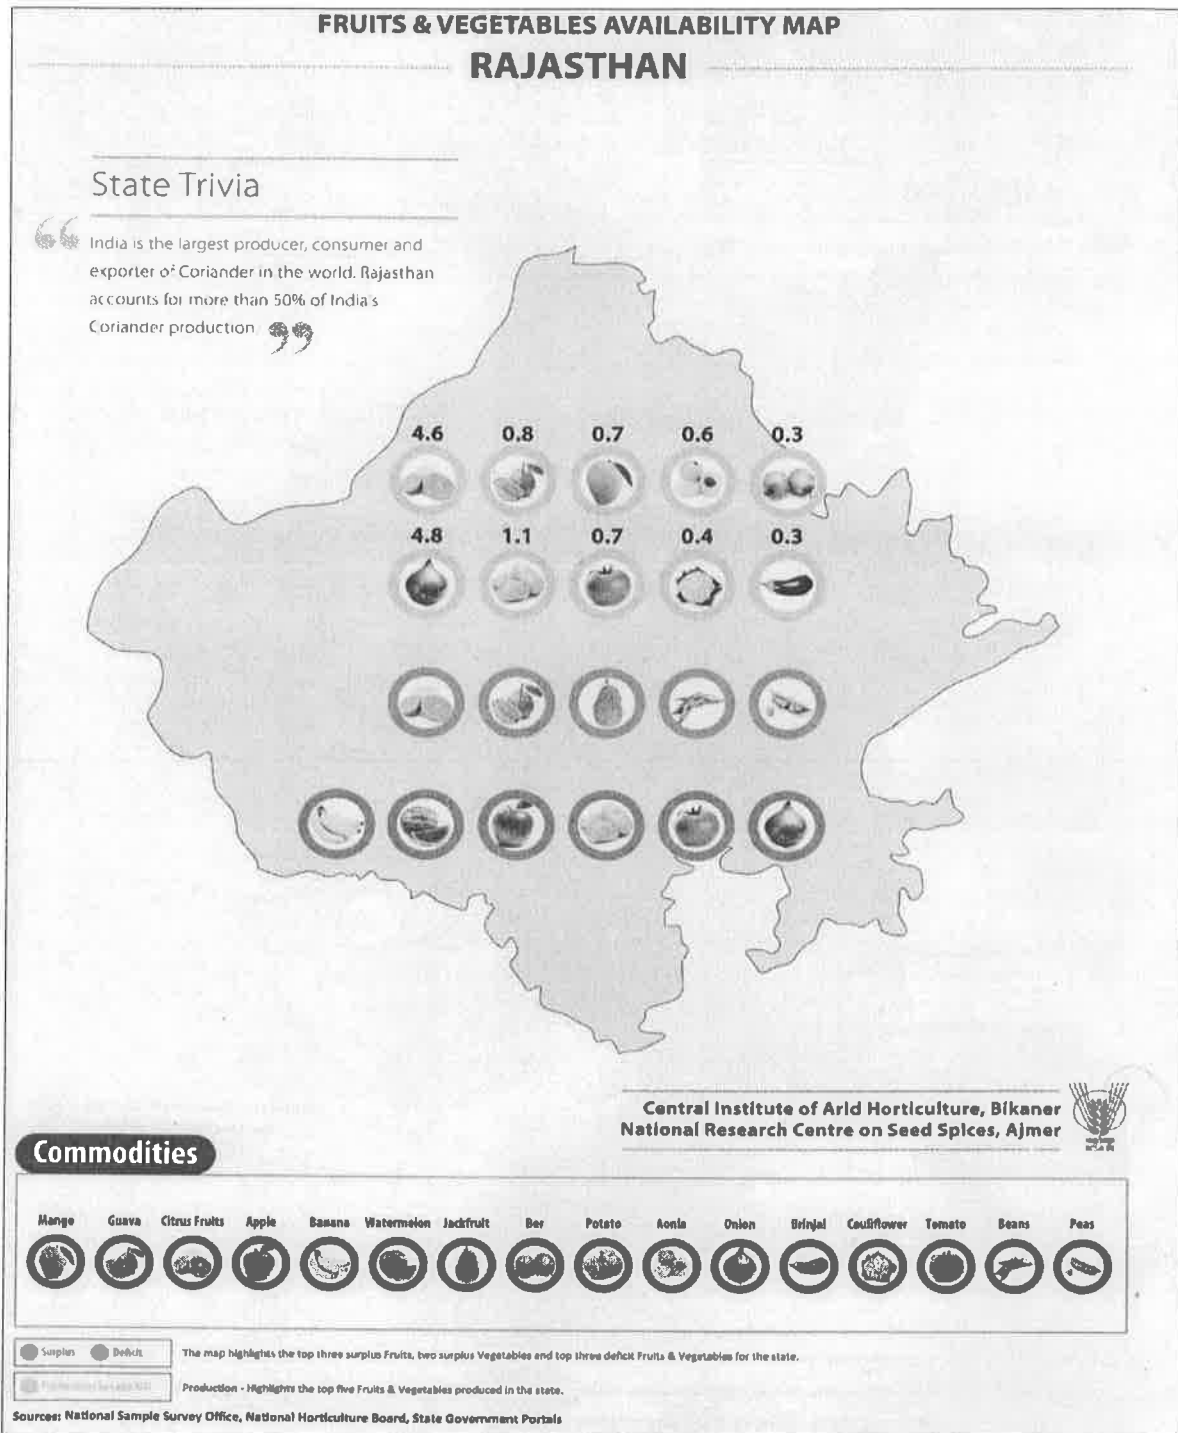 FRUITS & VEGETABLES AVAILABILITY MAP
RAJASTHAN
State Trivia
India is the largest producer, consumer and
exporter of Coriander in the world. Rajasthan
accounts for more than 50% of India's
Coriander production
4.6 0.8 0.7 0.6 0.3
4.8 1.1 0.7 0.4 0.3
Central Institute of Arid Horticulture, Bikaner
National Research Centre on Seed Spices, Ajmer
Commodities
Mango Guava Citrus Fruits Apple Banana Watermelon Jackfruit Ber Potato Aonla Onion Brinjal Cauliflower Tomato Beans Peas
Surplus Deficit The map highlights the top three surplus Fruits, two surplus Vegetables and top three deficit Fruits & Vegetables for the state.
Production - Highlights the top five Fruits & Vegetables produced in the state.
Sources: National Sample Survey Office, National Horticulture Board, State Government Portals